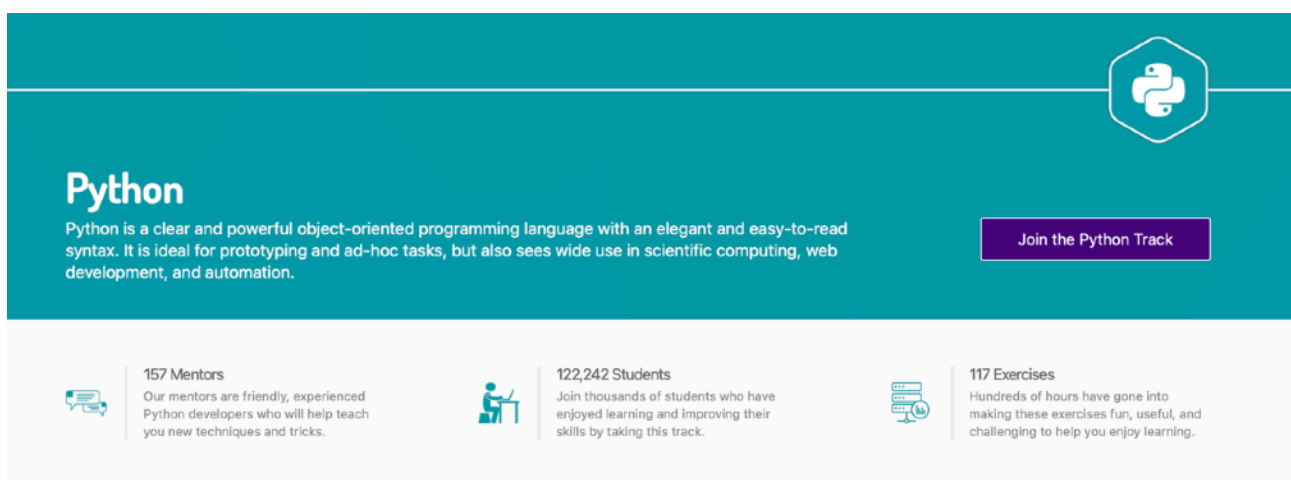 Python
Python is a clear and powerful object-oriented programming language with an elegant and easy-to-read
syntax. It is ideal for prototyping and ad-hoc tasks, but also sees wide use in scientific computing, web
development, and automation.
Join the Python Track
157 Mentors
Our mentors are friendly, experienced
Python developers who will help teach
you new techniques and tricks.
122,242 Students
Join thousands of students who have
enjoyed learning and improving their
skills by taking this track.
117 Exercises
Hundreds of hours have gone into
making these exercises fun, useful, and
challenging to help you enjoy learning.